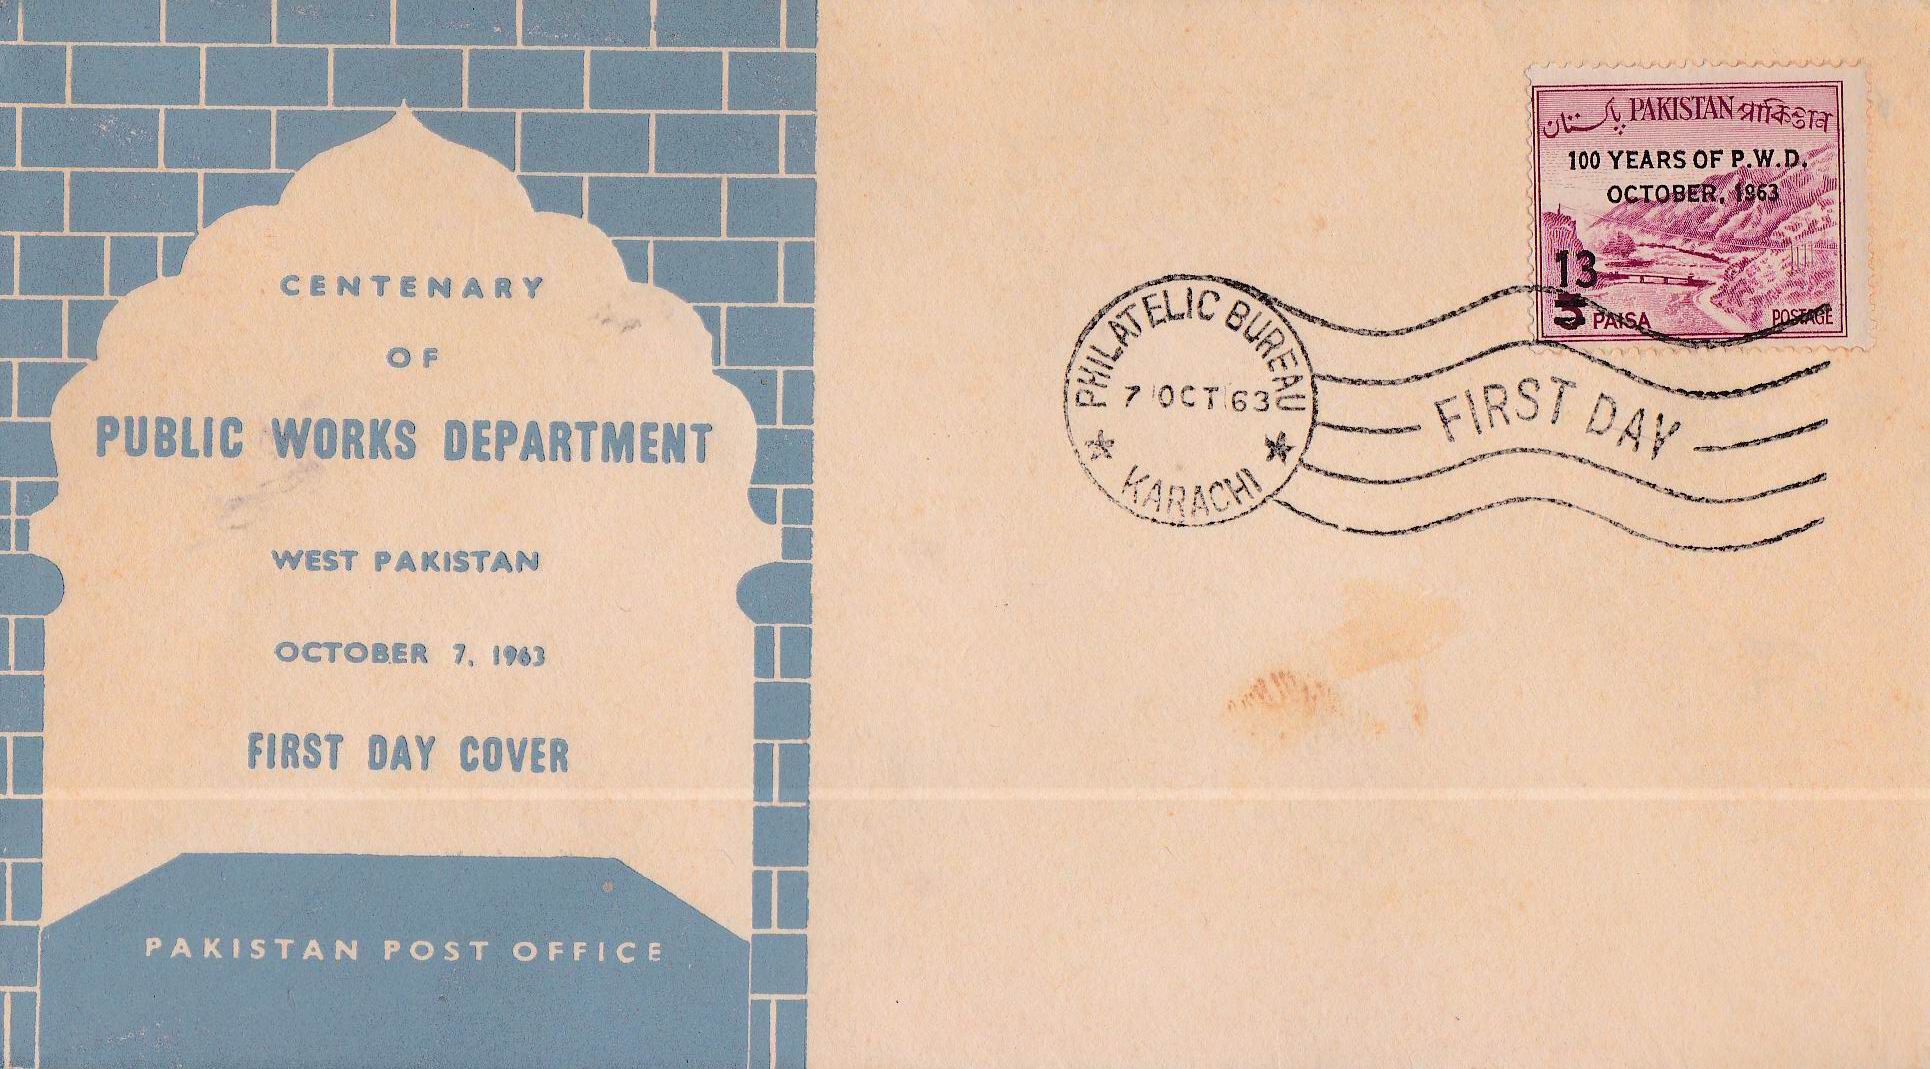 CENTENARY
OF
PUBLIC WORKS DEPARTMENT
WEST PAKISTAN
OCTOBER 7, 1963
FIRST DAY COVER
PAKISTAN POST OFFICE
پاکستان PAKISTAN পাকিস্তান
100 YEARS OF P.W.D.
OCTOBER, 1963
13
5 PAISA POSTAGE
PHILATELIC BUREAU
7 OCT 63
KARACHI
FIRST DAY